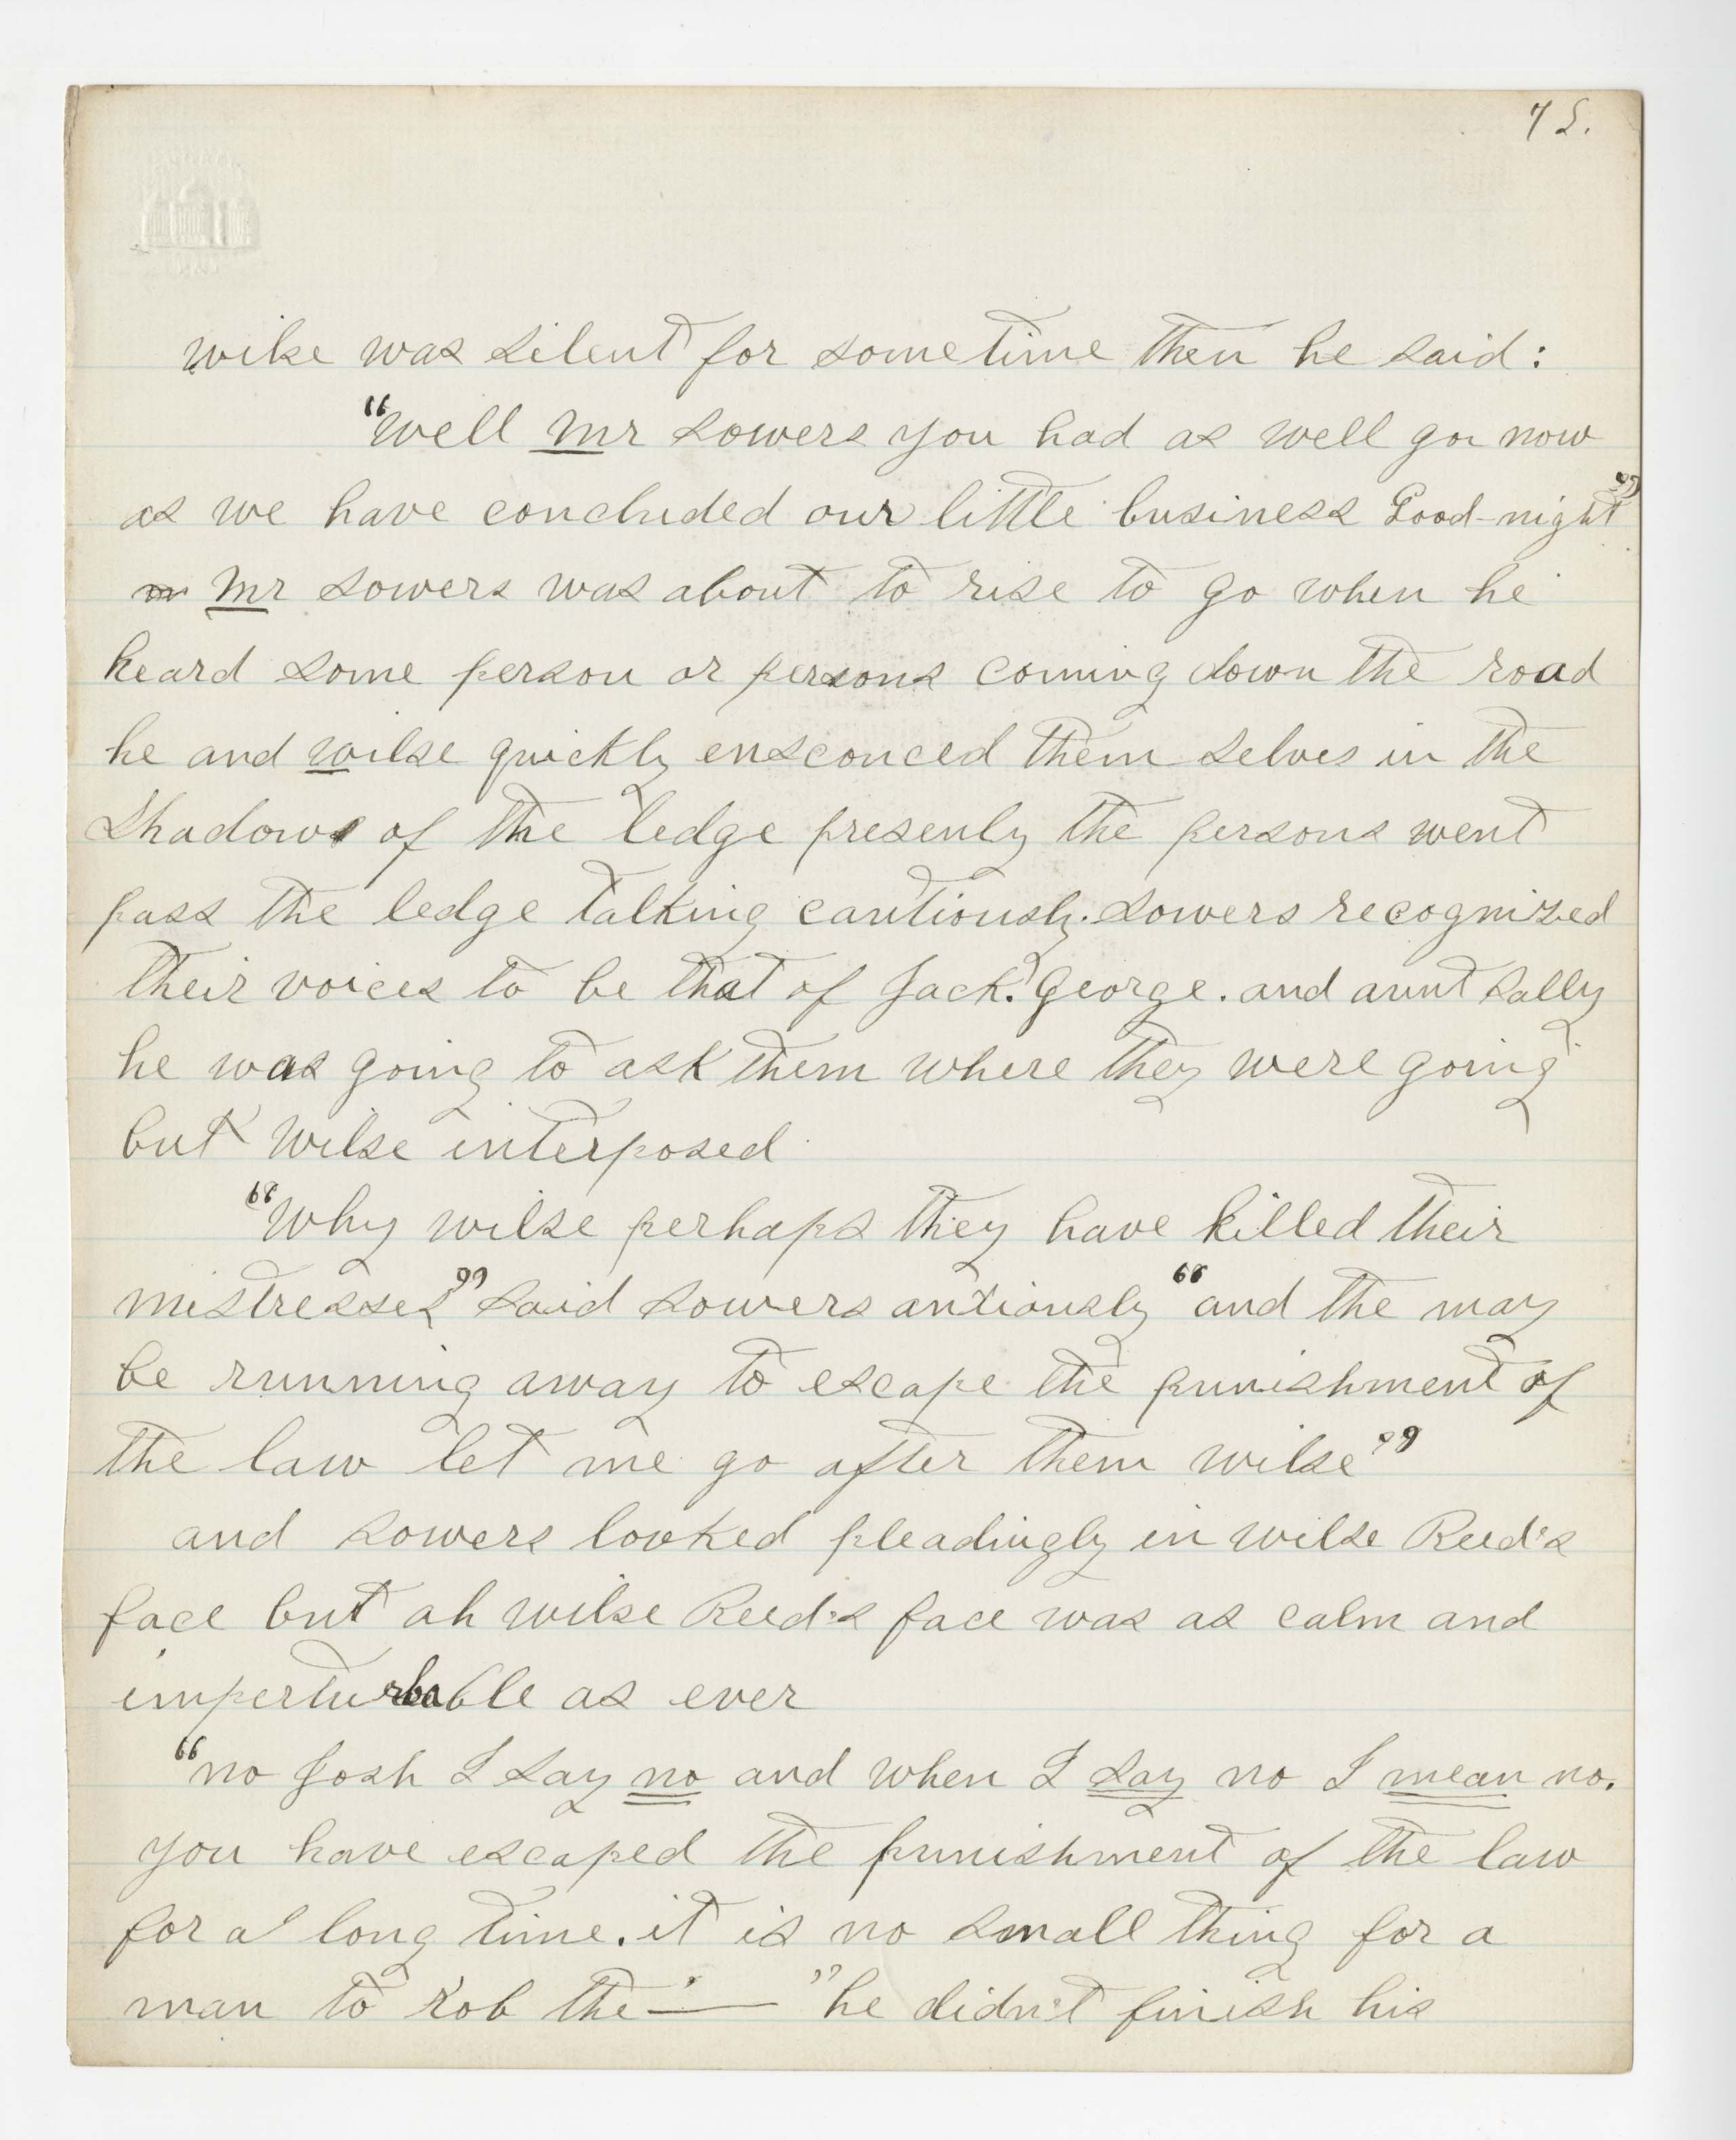 75.
wilse was silent for sometime then he said:
"Well Mr Sowers you had as well go now
as we have concluded our little business Good-night"
Mr Sowers was about to rise to go when he
heard some person or persons coming down the road
he and wilse quickly ensconced them selves in the
Shadows of the ledge presenly the persons went
pass the ledge talking cautiously. Sowers recognized
their voices to be that of Jack. George. and aunt Sally
he was going to ask them where they were going
but Wilse interposed
"Why wilse perhaps they have killed their
mistresses" said Sowers anxiously "and the may
be running away to escape the punishment of
the law let me go after them wilse"
and Sowers looked pleadingly in wilse Reed's
face but ah wilse Reed's face was as calm and
imperturbable as ever
"no Josh I say no and when I say no I mean no.
you have escaped the punishment of the law
for a long time. it is no small thing for a
man to rob the — " he didn't finish his